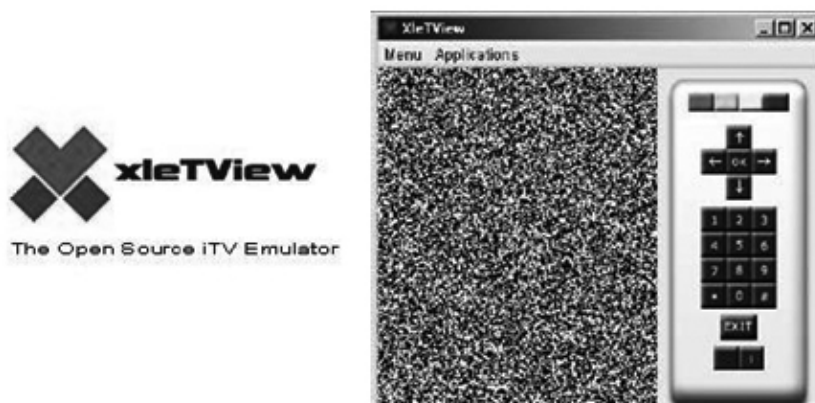 xleTView
The Open Source iTV Emulator
XleTView
Menu Applications
↑
← OK →
↓
1 2 3
4 5 6
7 8 9
* 0 #
EXIT